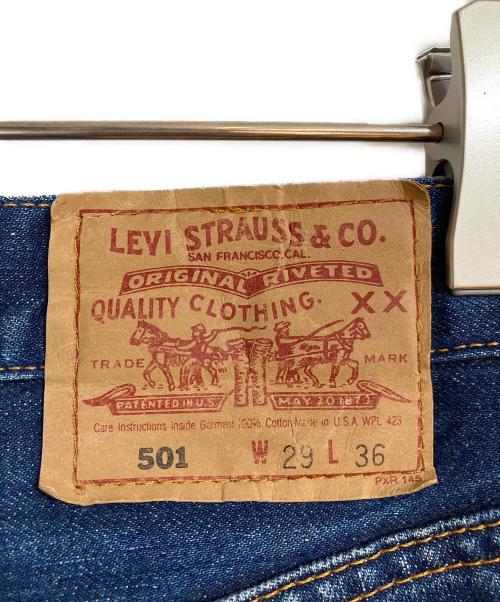 LEVI STRAUSS & CO.
SAN FRANCISCO, CAL.
ORIGINAL RIVETED
QUALITY CLOTHING. XX
TRADE MARK
PATENTED IN U.S. MAY 20 1873
Care Instructions Inside Garment 100% Cotton Made in U.S.A. WPL 423
501 W 29 L 36
PXR 145